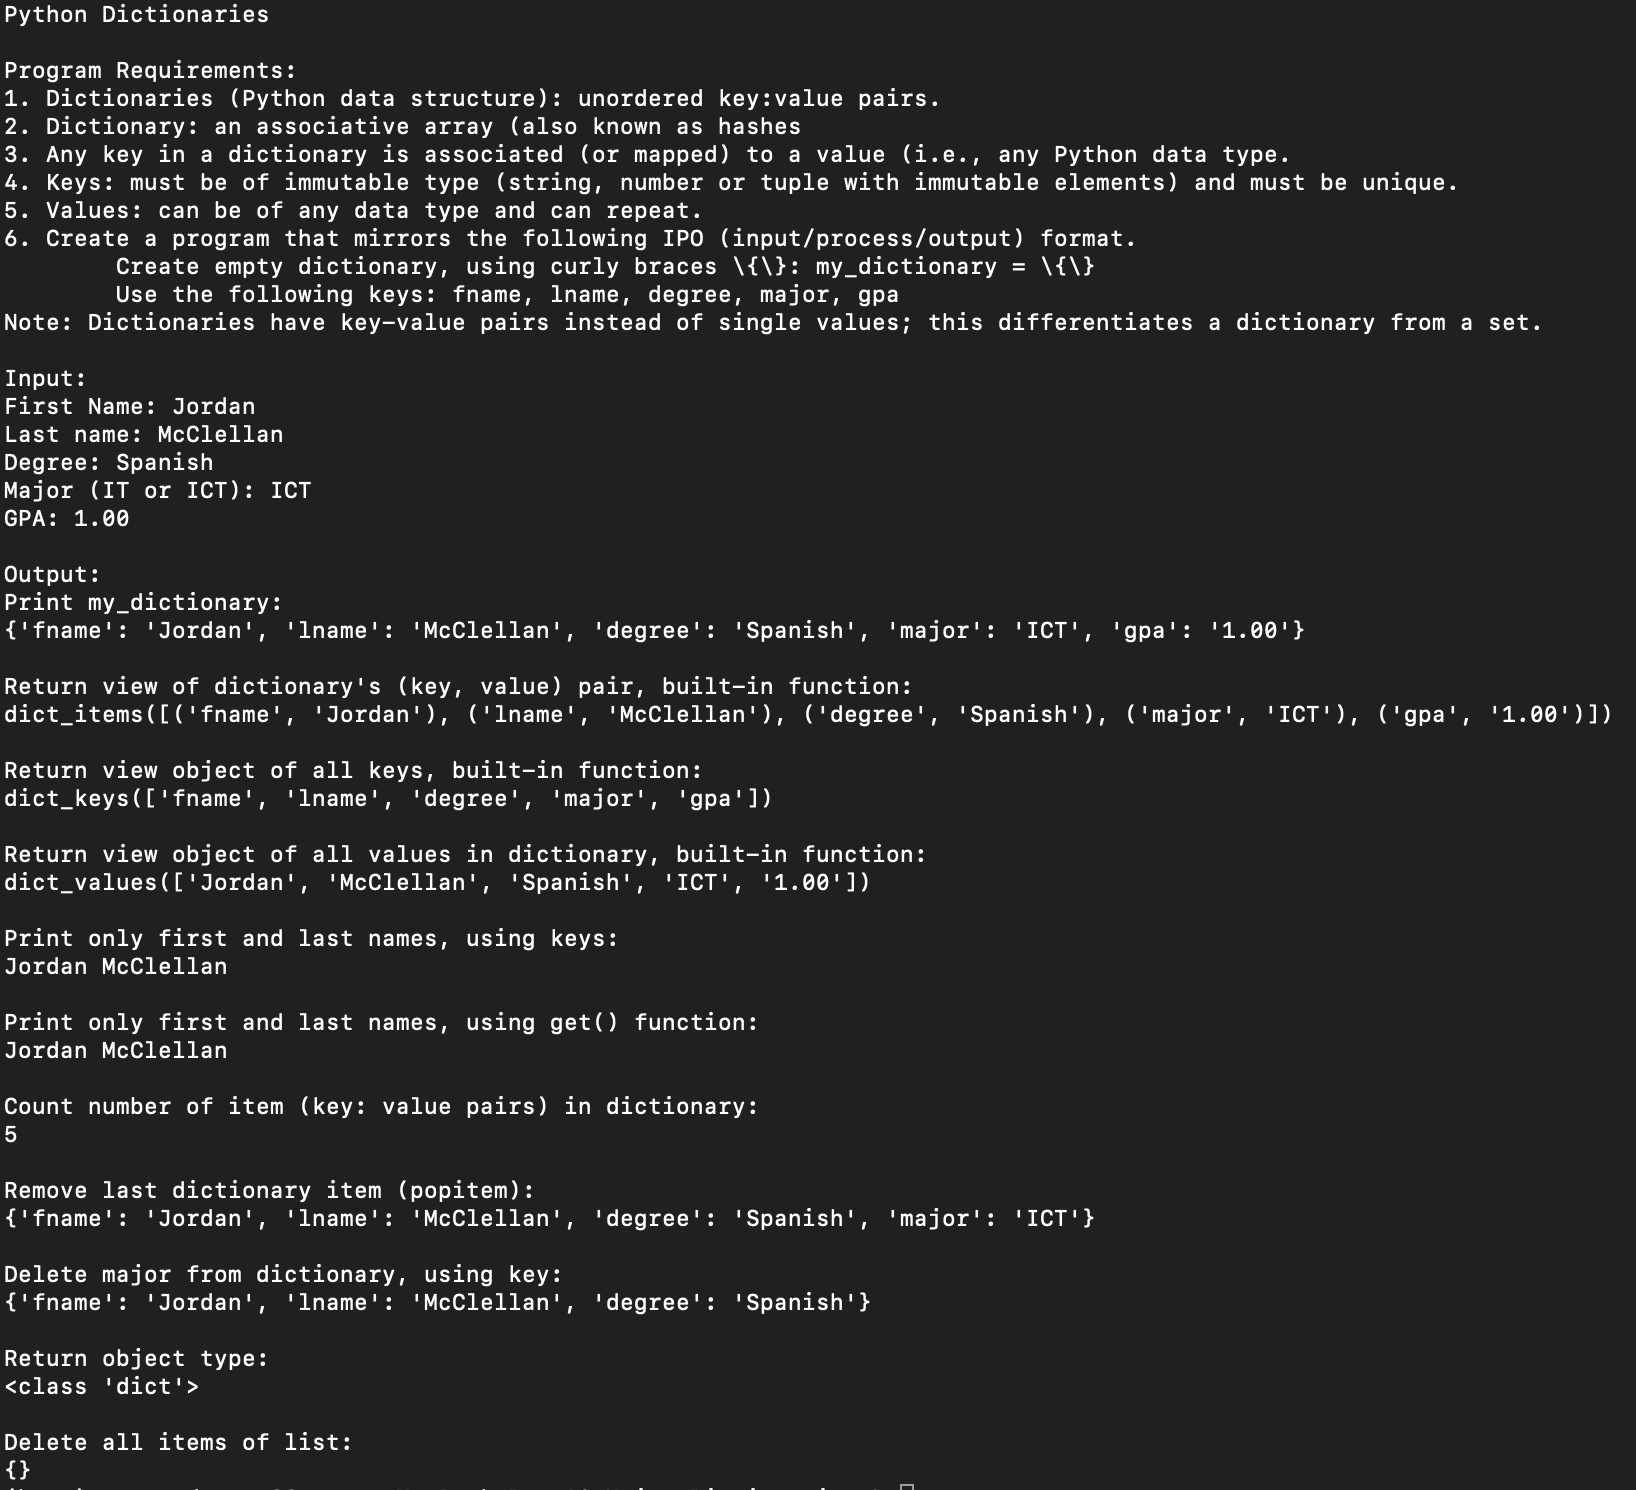 Python Dictionaries
Program Requirements:
1. Dictionaries (Python data structure): unordered key:value pairs.
2. Dictionary: an associative array (also known as hashes
3. Any key in a dictionary is associated (or mapped) to a value (i.e., any Python data type.
4. Keys: must be of immutable type (string, number or tuple with immutable elements) and must be unique.
5. Values: can be of any data type and can repeat.
6. Create a program that mirrors the following IPO (input/process/output) format.
Create empty dictionary, using curly braces \{\}: my_dictionary = \{\}
Use the following keys: fname, lname, degree, major, gpa
Note: Dictionaries have key-value pairs instead of single values; this differentiates a dictionary from a set.
Input:
First Name: Jordan
Last name: McClellan
Degree: Spanish
Major (IT or ICT): ICT
GPA: 1.00
Output:
Print my_dictionary:
{'fname': 'Jordan', 'lname': 'McClellan', 'degree': 'Spanish', 'major': 'ICT', 'gpa': '1.00'}
Return view of dictionary's (key, value) pair, built-in function:
dict_items([('fname', 'Jordan'), ('lname', 'McClellan'), ('degree', 'Spanish'), ('major', 'ICT'), ('gpa', '1.00')])
Return view object of all keys, built-in function:
dict_keys(['fname', 'lname', 'degree', 'major', 'gpa'])
Return view object of all values in dictionary, built-in function:
dict_values(['Jordan', 'McClellan', 'Spanish', 'ICT', '1.00'])
Print only first and last names, using keys:
Jordan McClellan
Print only first and last names, using get() function:
Jordan McClellan
Count number of item (key: value pairs) in dictionary:
5
Remove last dictionary item (popitem):
{'fname': 'Jordan', 'lname': 'McClellan', 'degree': 'Spanish', 'major': 'ICT'}
Delete major from dictionary, using key:
{'fname': 'Jordan', 'lname': 'McClellan', 'degree': 'Spanish'}
Return object type:
<class 'dict'>
Delete all items of list:
{}